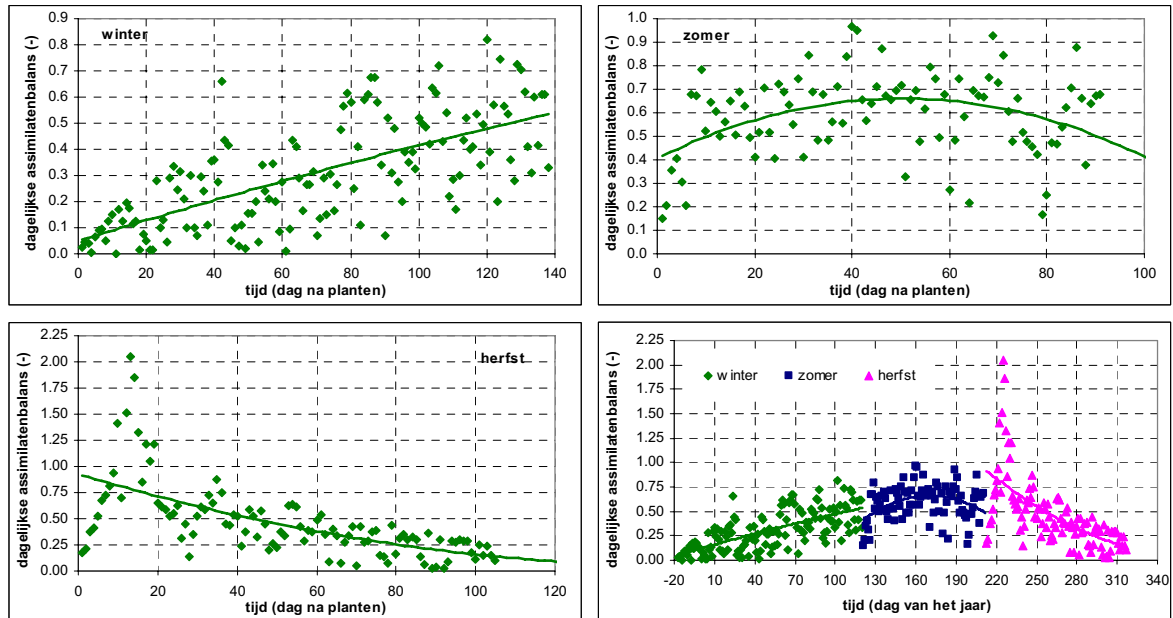 winter
dagelijkse assimilatenbalans (-)
0.9
0.8
0.7
0.6
0.5
0.4
0.3
0.2
0.1
0.0
0 20 40 60 80 100 120 140
tijd (dag na planten)
zomer
dagelijkse assimilatenbalans (-)
1.0
0.9
0.8
0.7
0.6
0.5
0.4
0.3
0.2
0.1
0.0
0 20 40 60 80 100
tijd (dag na planten)
herfst
dagelijkse assimilatenbalans (-)
2.25
2.00
1.75
1.50
1.25
1.00
0.75
0.50
0.25
0.00
0 20 40 60 80 100 120
tijd (dag na planten)
winter zomer herfst
dagelijkse assimilatenbalans (-)
2.25
2.00
1.75
1.50
1.25
1.00
0.75
0.50
0.25
0.00
-20 10 40 70 100 130 160 190 220 250 280 310 340
tijd (dag van het jaar)